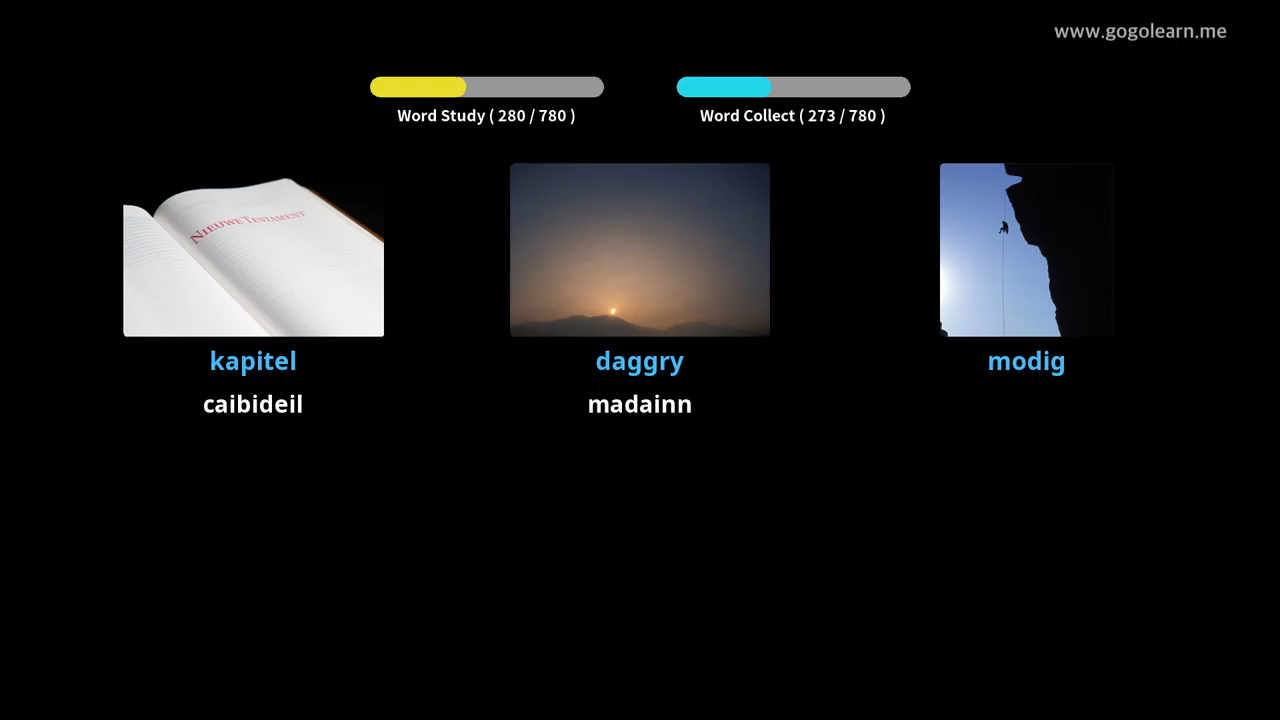 www.gogolearn.me
Word Study ( 280 / 780 )
Word Collect ( 273 / 780 )
NIEUWE TESTAMENT
kapitel
daggry
modig
caibideil
madainn